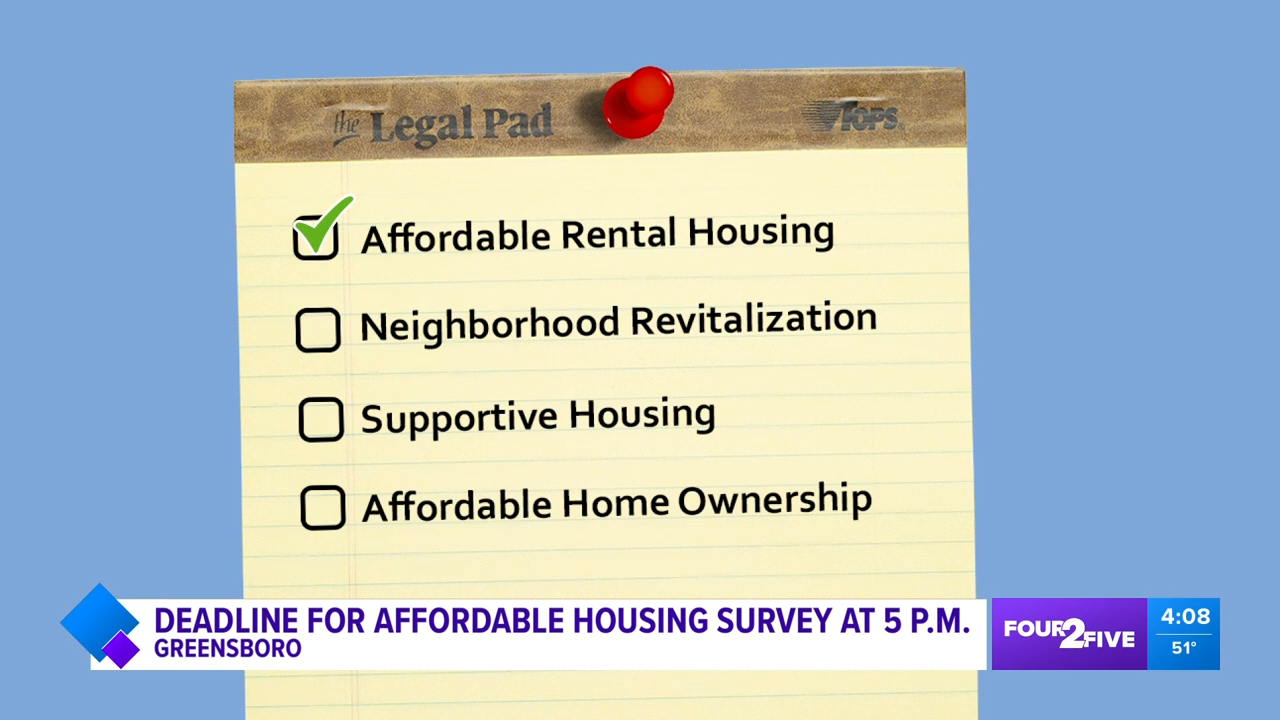 the Legal Pad
TOPS
Affordable Rental Housing
Neighborhood Revitalization
Supportive Housing
Affordable Home Ownership
DEADLINE FOR AFFORDABLE HOUSING SURVEY AT 5 P.M.
GREENSBORO
FOUR2FIVE
4:08
51°